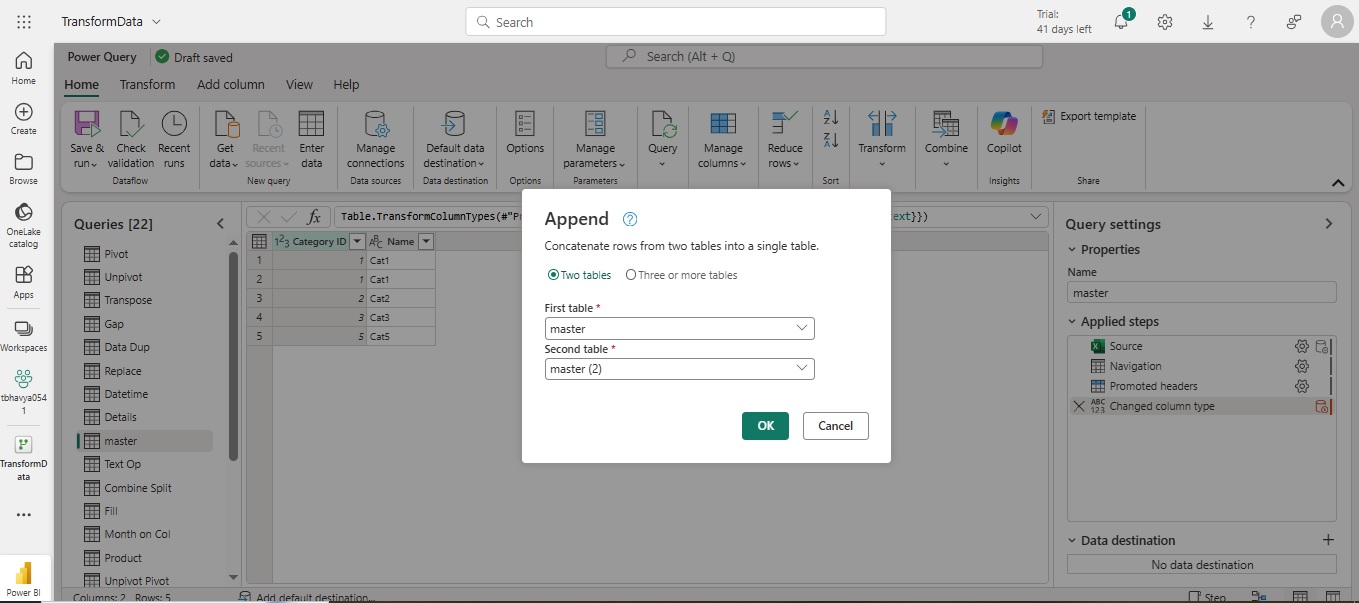 TransformData
Search
Trial:
41 days left
1
Power Query
Draft saved
Search (Alt + Q)
Home
Transform
Add column
View
Help
Save &
run
Check
validation
Recent
runs
Dataflow
Get
data
Recent
sources
Enter
data
New query
Manage
connections
Data sources
Default data
destination
Data destination
Options
Options
Manage
parameters
Parameters
Query
Manage
columns
Reduce
rows
Sort
Transform
Combine
Copilot
Insights
Export template
Share
Home
Create
Browse
OneLake
catalog
Apps
Workspaces
tbhavya054
1
TransformD
ata
Power BI
Queries [22]
Pivot
Unpivot
Transpose
Gap
Data Dup
Replace
Datetime
Details
master
Text Op
Combine Split
Fill
Month on Col
Product
Unpivot Pivot
fx
Table.TransformColumnTypes(#"P
ext}})
Category ID
Name
1 1 Cat1
2 1 Cat1
3 2 Cat2
4 3 Cat3
5 5 Cat5
Append
Concatenate rows from two tables into a single table.
Two tables
Three or more tables
First table *
master
Second table *
master (2)
OK
Cancel
Query settings
Properties
Name
master
Applied steps
Source
Navigation
Promoted headers
Changed column type
Data destination
No data destination
Columns: 2 Rows: 5
Add default destination...
Step